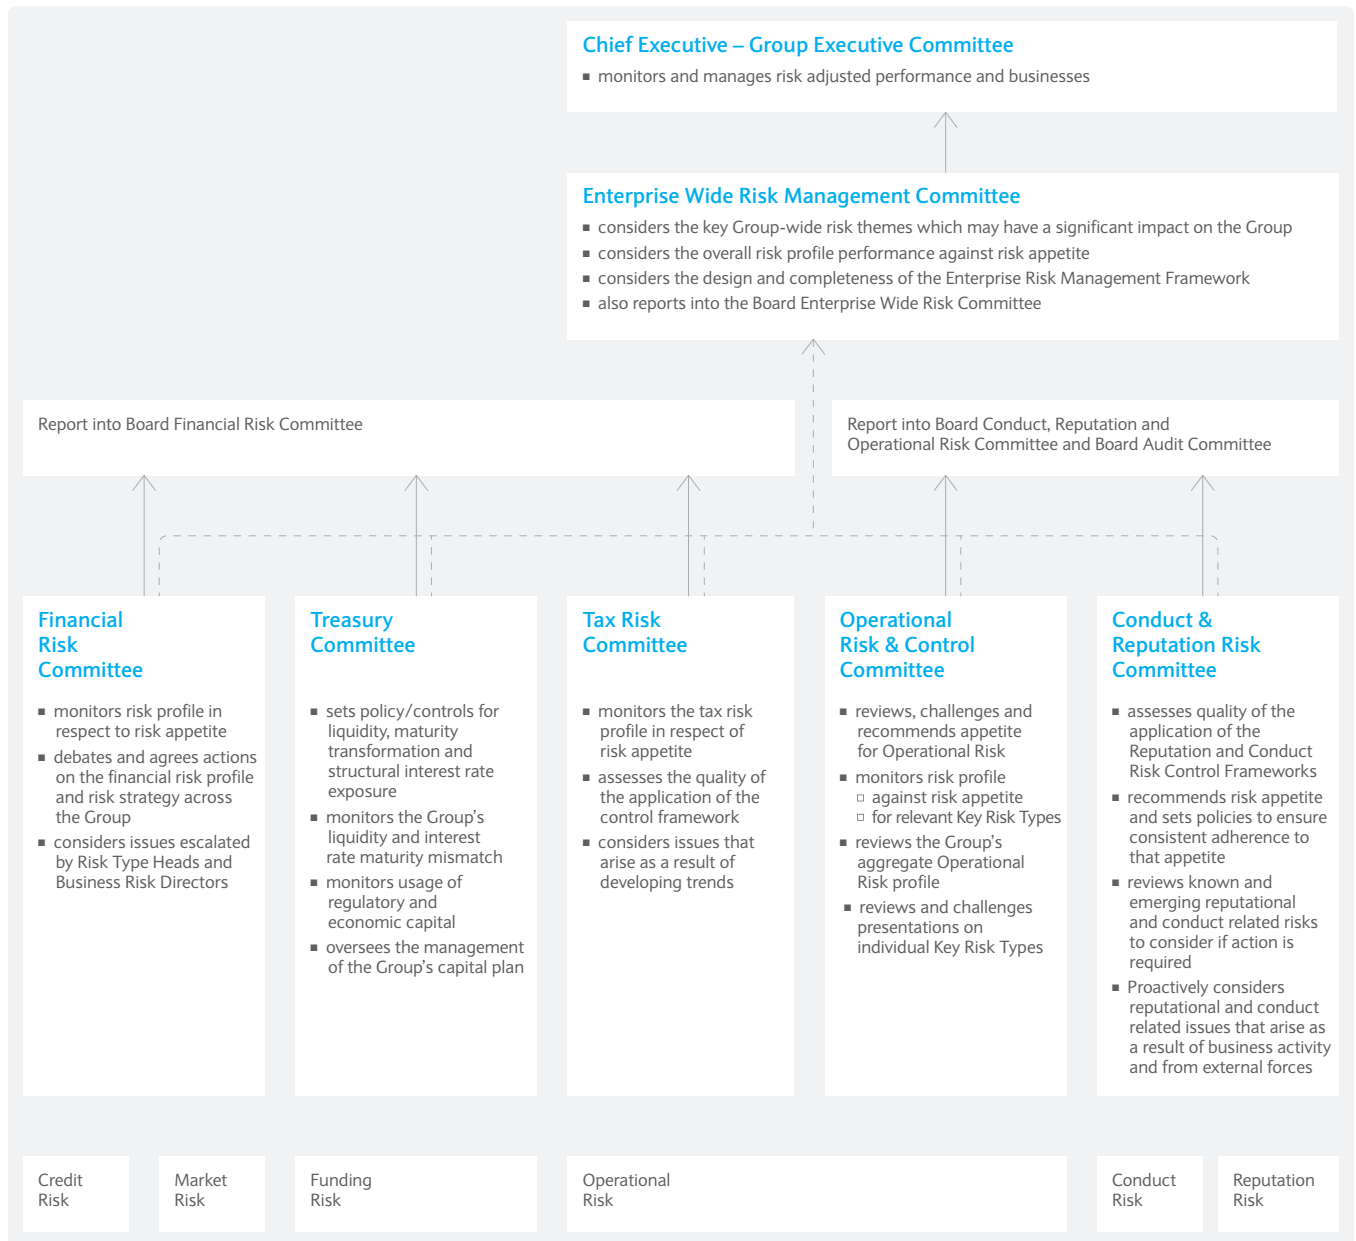 Chief Executive – Group Executive Committee
▪ monitors and manages risk adjusted performance and businesses
Enterprise Wide Risk Management Committee
▪ considers the key Group-wide risk themes which may have a significant impact on the Group
▪ considers the overall risk profile performance against risk appetite
▪ considers the design and completeness of the Enterprise Risk Management Framework
▪ also reports into the Board Enterprise Wide Risk Committee
Report into Board Financial Risk Committee
Report into Board Conduct, Reputation and
Operational Risk Committee and Board Audit Committee
Financial
Risk
Committee
▪ monitors risk profile in
respect to risk appetite
▪ debates and agrees actions
on the financial risk profile
and risk strategy across
the Group
▪ considers issues escalated
by Risk Type Heads and
Business Risk Directors
Treasury
Committee
▪ sets policy/controls for
liquidity, maturity
transformation and
structural interest rate
exposure
▪ monitors the Group's
liquidity and interest
rate maturity mismatch
▪ monitors usage of
regulatory and
economic capital
▪ oversees the management
of the Group's capital plan
Tax Risk
Committee
▪ monitors the tax risk
profile in respect of
risk appetite
▪ assesses the quality of
the application of the
control framework
▪ considers issues that
arise as a result of
developing trends
Operational
Risk & Control
Committee
▪ reviews, challenges and
recommends appetite
for Operational Risk
▪ monitors risk profile
▫ against risk appetite
▫ for relevant Key Risk Types
▪ reviews the Group's
aggregate Operational
Risk profile
▪ reviews and challenges
presentations on
individual Key Risk Types
Conduct &
Reputation Risk
Committee
▪ assesses quality of the
application of the
Reputation and Conduct
Risk Control Frameworks
▪ recommends risk appetite
and sets policies to ensure
consistent adherence to
that appetite
▪ reviews known and
emerging reputational
and conduct related risks
to consider if action is
required
▪ Proactively considers
reputational and conduct
related issues that arise as
a result of business activity
and from external forces
Credit
Risk
Market
Risk
Funding
Risk
Operational
Risk
Conduct
Risk
Reputation
Risk